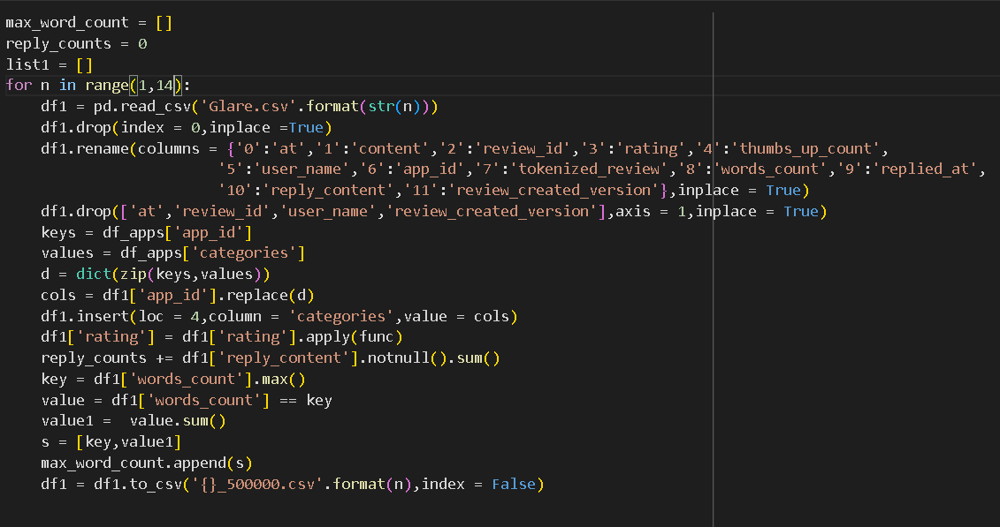 max_word_count = []
reply_counts = 0
list1 = []
for n in range(1,14):
    df1 = pd.read_csv('Glare.csv'.format(str(n)))
    df1.drop(index = 0,inplace =True)
    df1.rename(columns = {'0':'at','1':'content','2':'review_id','3':'rating','4':'thumbs_up_count',
                        '5':'user_name','6':'app_id','7':'tokenized_review','8':'words_count','9':'replied_at',
                        '10':'reply_content','11':'review_created_version'},inplace = True)
    df1.drop(['at','review_id','user_name','review_created_version'],axis = 1,inplace = True)
    keys = df_apps['app_id']
    values = df_apps['categories']
    d = dict(zip(keys,values))
    cols = df1['app_id'].replace(d)
    df1.insert(loc = 4,column = 'categories',value = cols)
    df1['rating'] = df1['rating'].apply(func)
    reply_counts += df1['reply_content'].notnull().sum()
    key = df1['words_count'].max()
    value = df1['words_count'] == key
    value1 =  value.sum()
    s = [key,value1]
    max_word_count.append(s)
    df1 = df1.to_csv('{}_500000.csv'.format(n),index = False)